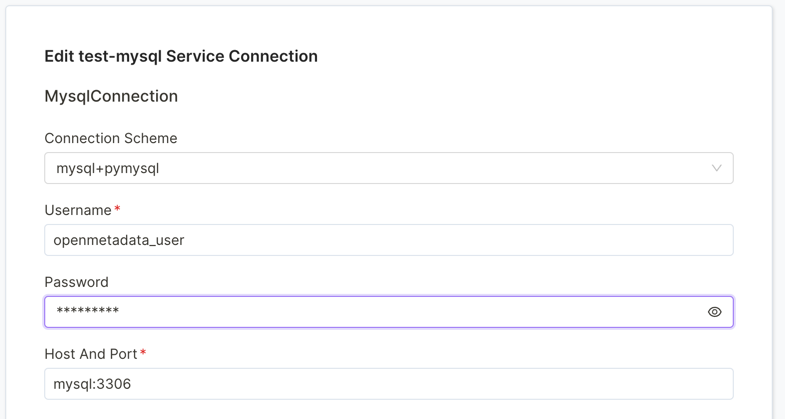 Edit test-mysql Service Connection
MysqlConnection
Connection Scheme
mysql+pymysql
Username*
openmetadata_user
Password
*********
Host And Port*
mysql:3306